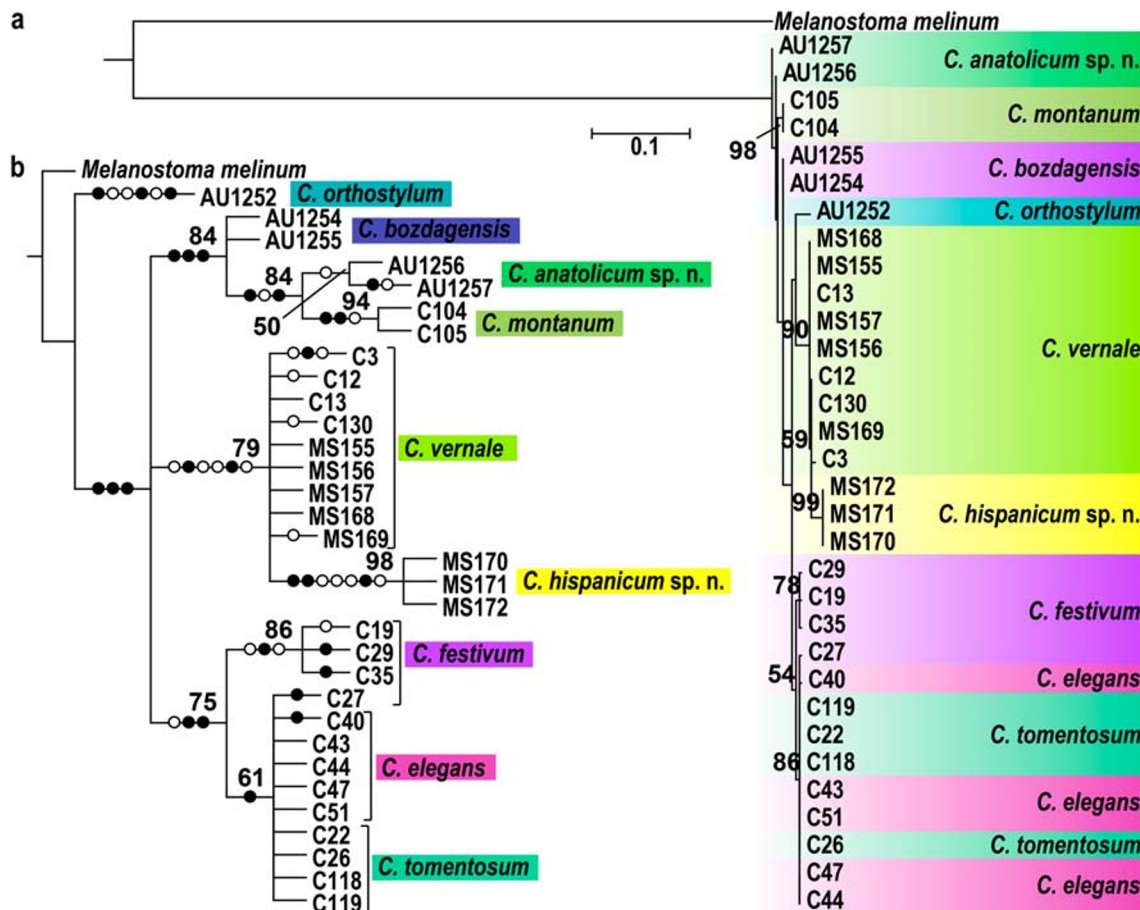 a
Melanostoma melinum
AU1257
AU1256
C. anatolicum sp. n.
C105
C104
C. montanum
98
0.1
AU1255
AU1254
C. bozdagensis
AU1252
C. orthostylum
MS168
MS155
C13
MS157
MS156
90
C. vernale
C12
C130
MS169
C3
59
MS172
MS171
MS170
99
C. hispanicum sp. n.
C29
C19
C35
C27
78
C. festivum
C40
54
C. elegans
C119
C22
C118
86
C. tomentosum
C43
C51
C. elegans
C26
C. tomentosum
C47
C44
C. elegans
b
Melanostoma melinum
AU1252
C. orthostylum
84
AU1254
AU1255
C. bozdagensis
84
50
AU1256
AU1257
C. anatolicum sp. n.
94
C104
C105
C. montanum
79
C3
C12
C13
C130
MS155
MS156
MS157
MS168
MS169
C. vernale
98
MS170
MS171
MS172
C. hispanicum sp. n.
75
86
C19
C29
C35
C27
C. festivum
61
C40
C43
C44
C47
C51
C. elegans
C22
C26
C118
C119
C. tomentosum